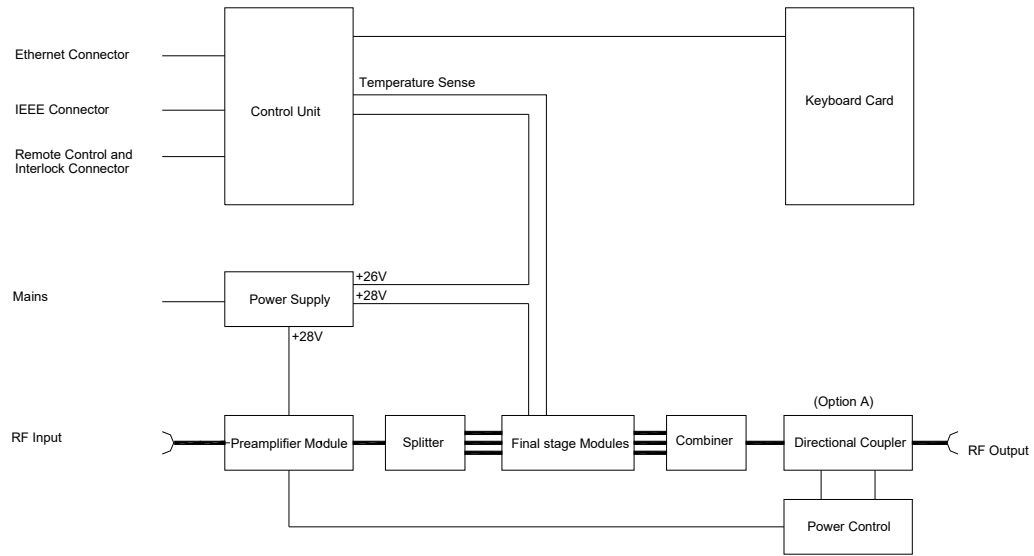 Ethernet Connector
Temperature Sense
IEEE Connector
Control Unit
Keyboard Card
Remote Control and
Interlock Connector
+26V
Mains
Power Supply
+28V
+28V
(Option A)
RF Input
Preamplifier Module
Splitter
Final stage Modules
Combiner
Directional Coupler
RF Output
Power Control